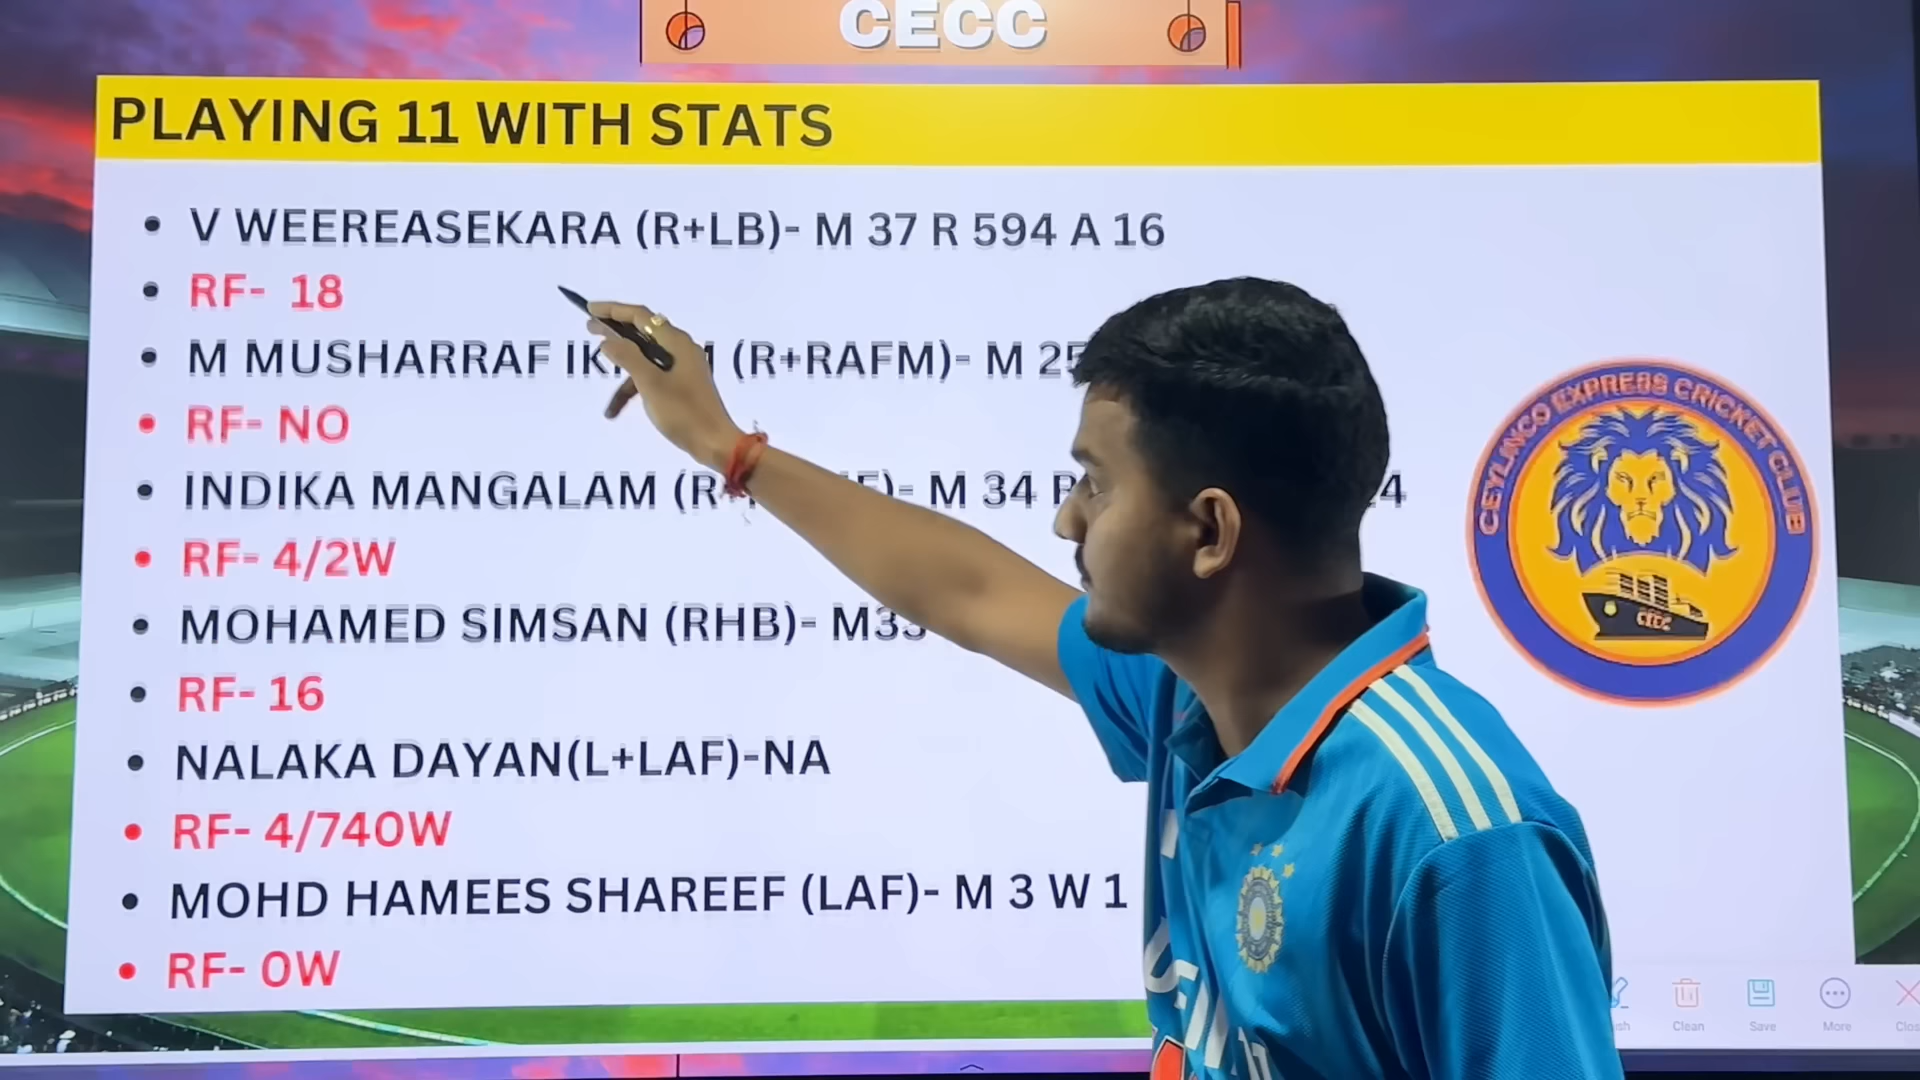 CECC
PLAYING 11 WITH STATS
V WEEREASEKARA (R+LB)- M 37 R 594 A 16
RF- 18
M MUSHARRAF (R+RAFM)- M 25
RF- NO
INDIKA MANGALAM M 34
RF- 4/2W
MOHAMED SIMSAN (RHB)- M33
RF- 16
NALAKA DAYAN(L+LAF)-NA
RF- 4/740W
MOHD HAMEES SHAREEF (LAF)- M 3 W 1
RF- 0W
CEYLINCO EXPRESS CRICKET CLUB
CECC
Clean Save More